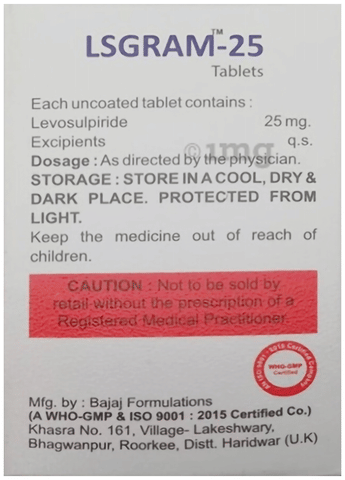 LSGRAM™-25
Tablets
Each uncoated tablet contains :
Levosulpiride 25 mg.
Excipients q.s.
Dosage : As directed by the physician.
STORAGE : STORE IN A COOL, DRY &
DARK PLACE. PROTECTED FROM
LIGHT.
Keep the medicine out of reach of
children.
CAUTION : Not to be sold by
retail without the prescription of a
Registered Medical Practitioner.
WHO-GMP
Certified
Mfg. by : Bajaj Formulations
(A WHO-GMP & ISO 9001 : 2015 Certified Co.)
Khasra No. 161, Village- Lakeshwary,
Bhagwanpur, Roorkee, Distt. Haridwar (U.K)
1mg